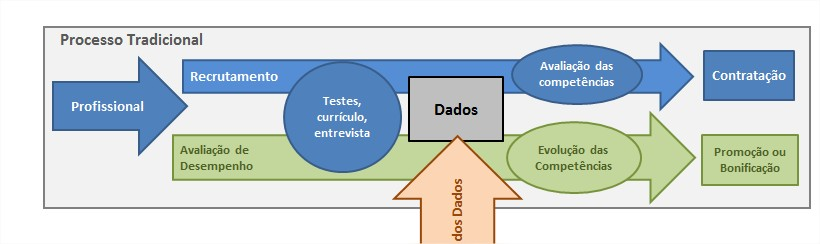 Processo Tradicional
Profissional
Recrutamento
Testes,
currículo,
entrevista
Dados
Avaliação das
competências
Contratação
Avaliação de
Desempenho
Evolução das
Competências
Promoção ou
Bonificação
dos Dados